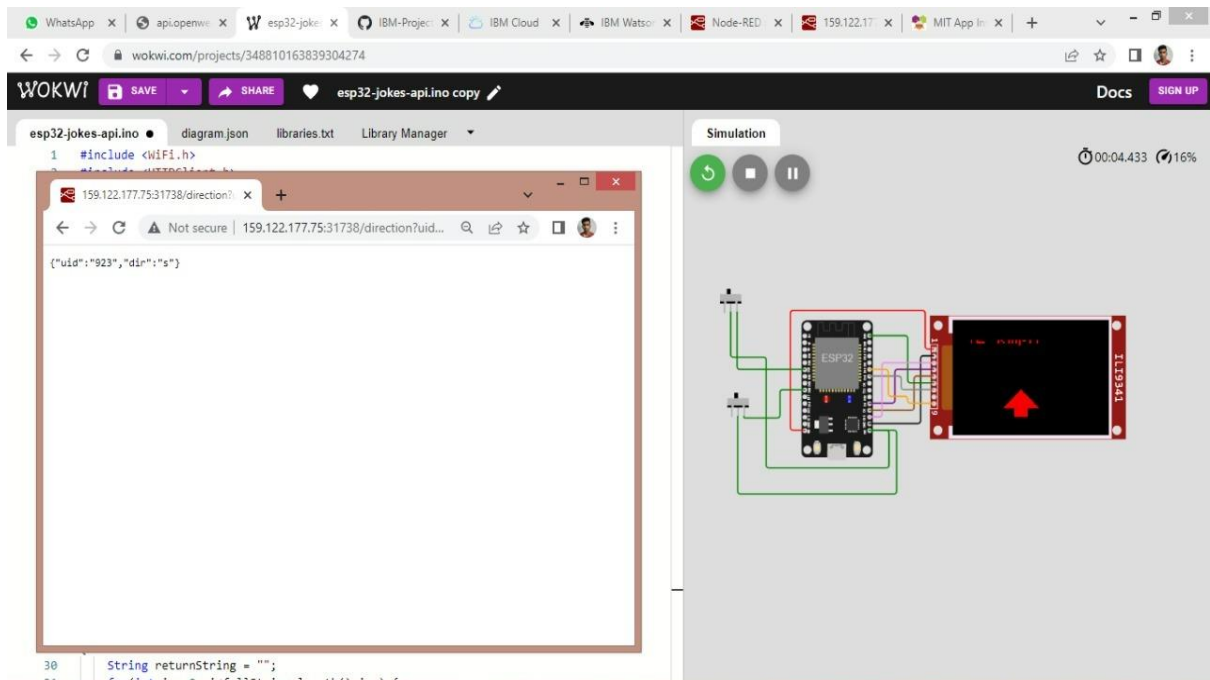 WhatsApp
api.openwe
esp32-joke
IBM-Projec
IBM Cloud
IBM Watso
Node-RED
159.122.17
MIT App In
wokwi.com/projects/348810163839304274
WOKWI
SAVE
SHARE
esp32-jokes-api.ino copy
Docs
SIGN UP
esp32-jokes-api.ino
diagram.json
libraries.txt
Library Manager
Simulation
1 #include <WiFi.h>
00:04.433
16%
159.122.177.75:31738/direction?
Not secure
159.122.177.75:31738/direction?uid...
{"uid":"923","dir":"s"}
ESP32
ILI9341
30 String returnString = "";